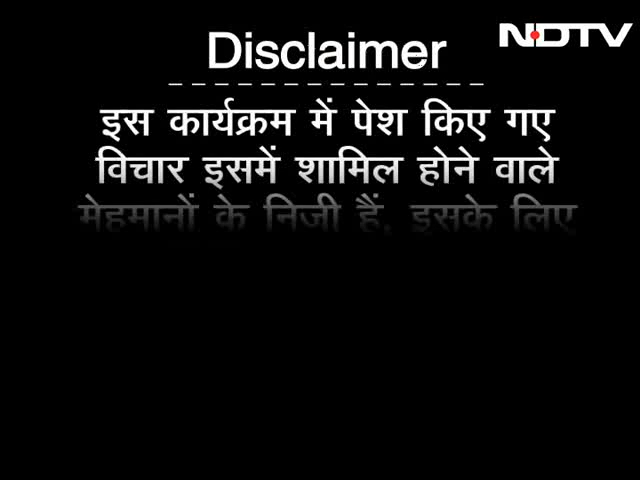 NDTV
Disclaimer
इस कार्यक्रम में पेश किए गए
विचार इसमें शामिल होने वाले
मेहमानों के निजी हैं. इसके लिए